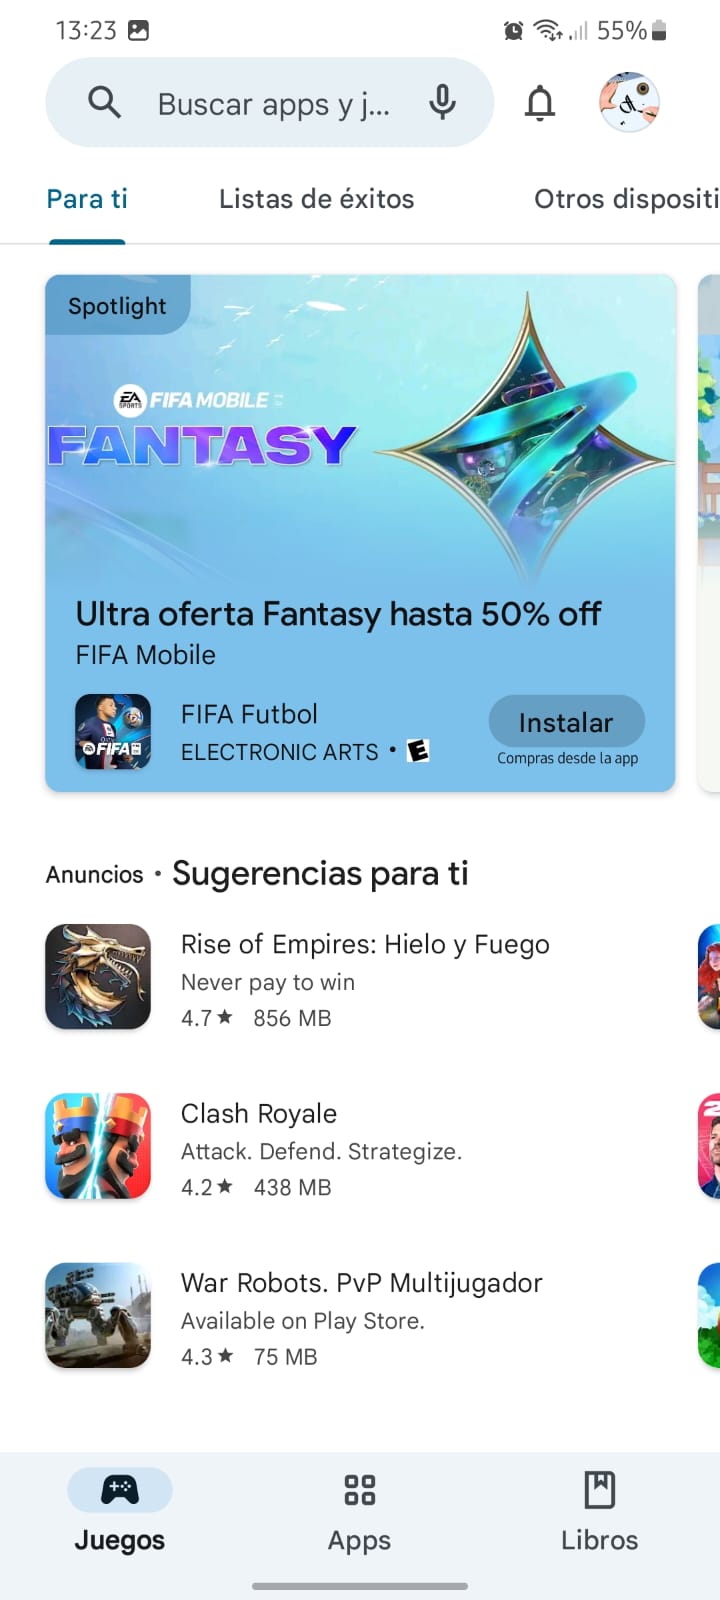 13:23
55%
Buscar apps y j...
Para ti
Listas de éxitos
Otros dispositi
Spotlight
EA SPORTS FIFA MOBILE
FANTASY
Ultra oferta Fantasy hasta 50% off
FIFA Mobile
FIFA Futbol
ELECTRONIC ARTS • E
Instalar
Compras desde la app
FIFA
Anuncios • Sugerencias para ti
Rise of Empires: Hielo y Fuego
Never pay to win
4.7★ 856 MB
Clash Royale
Attack. Defend. Strategize.
4.2★ 438 MB
War Robots. PvP Multijugador
Available on Play Store.
4.3★ 75 MB
Juegos
Apps
Libros